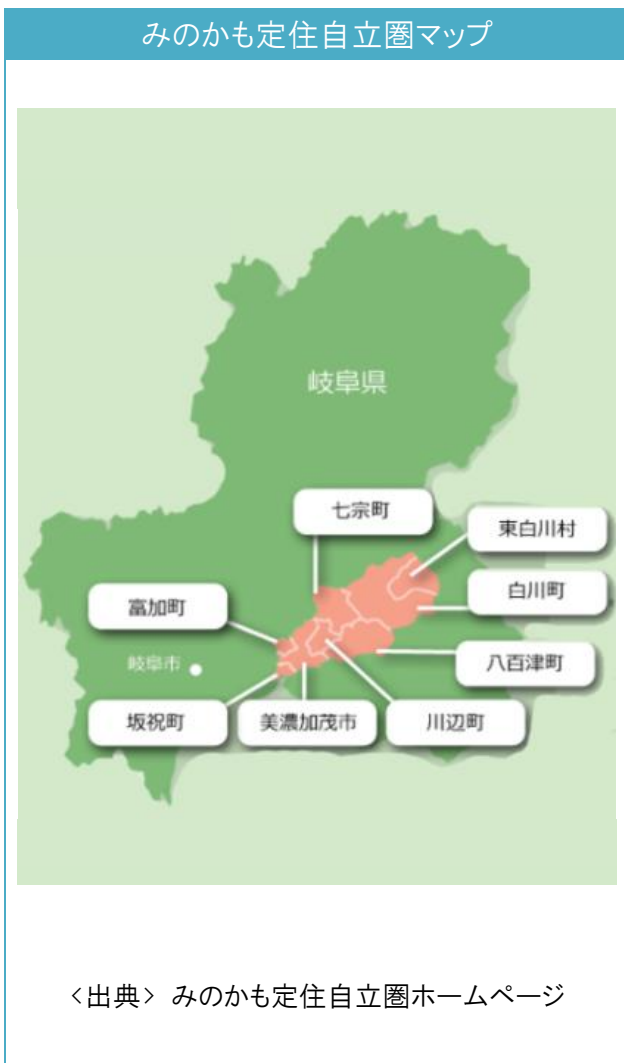 みのかも定住自立圏マップ
岐阜県
七宗町
東白川村
白川町
富加町
岐阜市
八百津町
坂祝町
美濃加茂市
川辺町
<出典> みのかも定住自立圏ホームページ